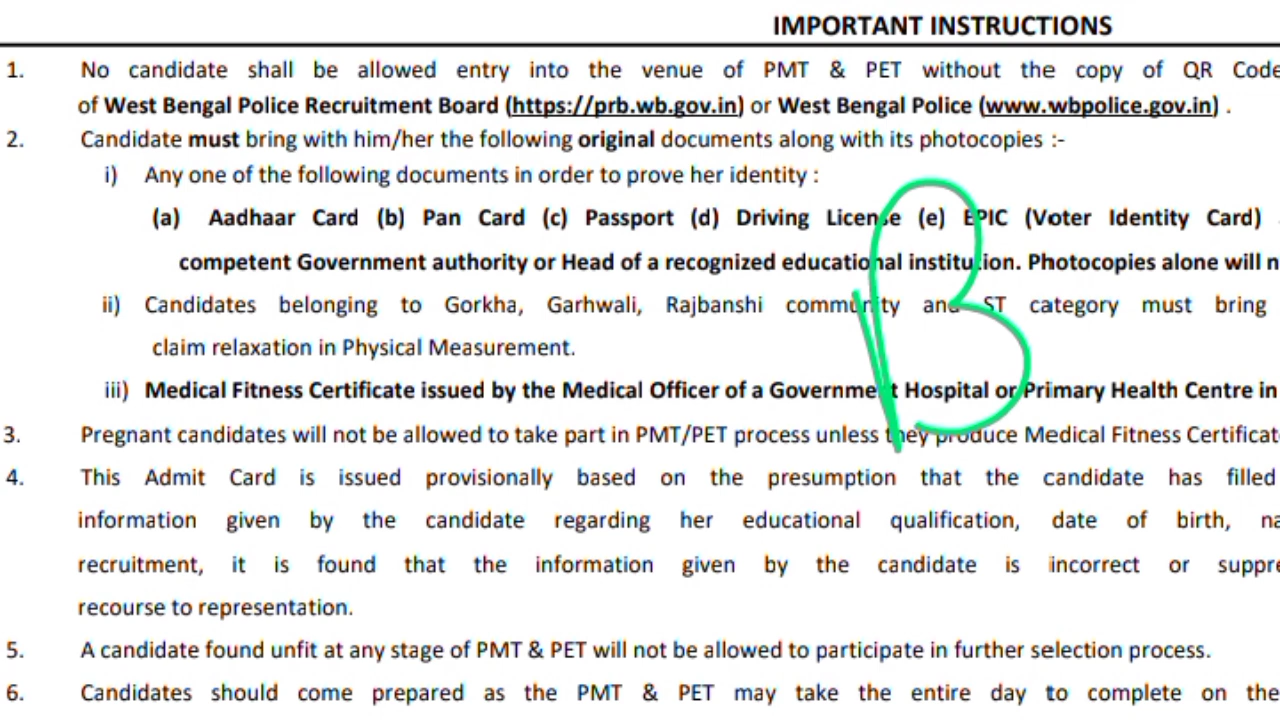 IMPORTANT INSTRUCTIONS
1. No candidate shall be allowed entry into the venue of PMT & PET without the copy of QR Code
of West Bengal Police Recruitment Board (https://prb.wb.gov.in) or West Bengal Police (www.wbpolice.gov.in) .
2. Candidate must bring with him/her the following original documents along with its photocopies :-
i) Any one of the following documents in order to prove her identity :
(a) Aadhaar Card (b) Pan Card (c) Passport (d) Driving License (e) EPIC (Voter Identity Card)
competent Government authority or Head of a recognized educational institution. Photocopies alone will n
ii) Candidates belonging to Gorkha, Garhwali, Rajbanshi community and ST category must bring
claim relaxation in Physical Measurement.
iii) Medical Fitness Certificate issued by the Medical Officer of a Government Hospital or Primary Health Centre in
3. Pregnant candidates will not be allowed to take part in PMT/PET process unless they produce Medical Fitness Certificat
4. This Admit Card is issued provisionally based on the presumption that the candidate has filled
information given by the candidate regarding her educational qualification, date of birth, na
recruitment, it is found that the information given by the candidate is incorrect or suppre
recourse to representation.
5. A candidate found unfit at any stage of PMT & PET will not be allowed to participate in further selection process.
6. Candidates should come prepared as the PMT & PET may take the entire day to complete on the
B